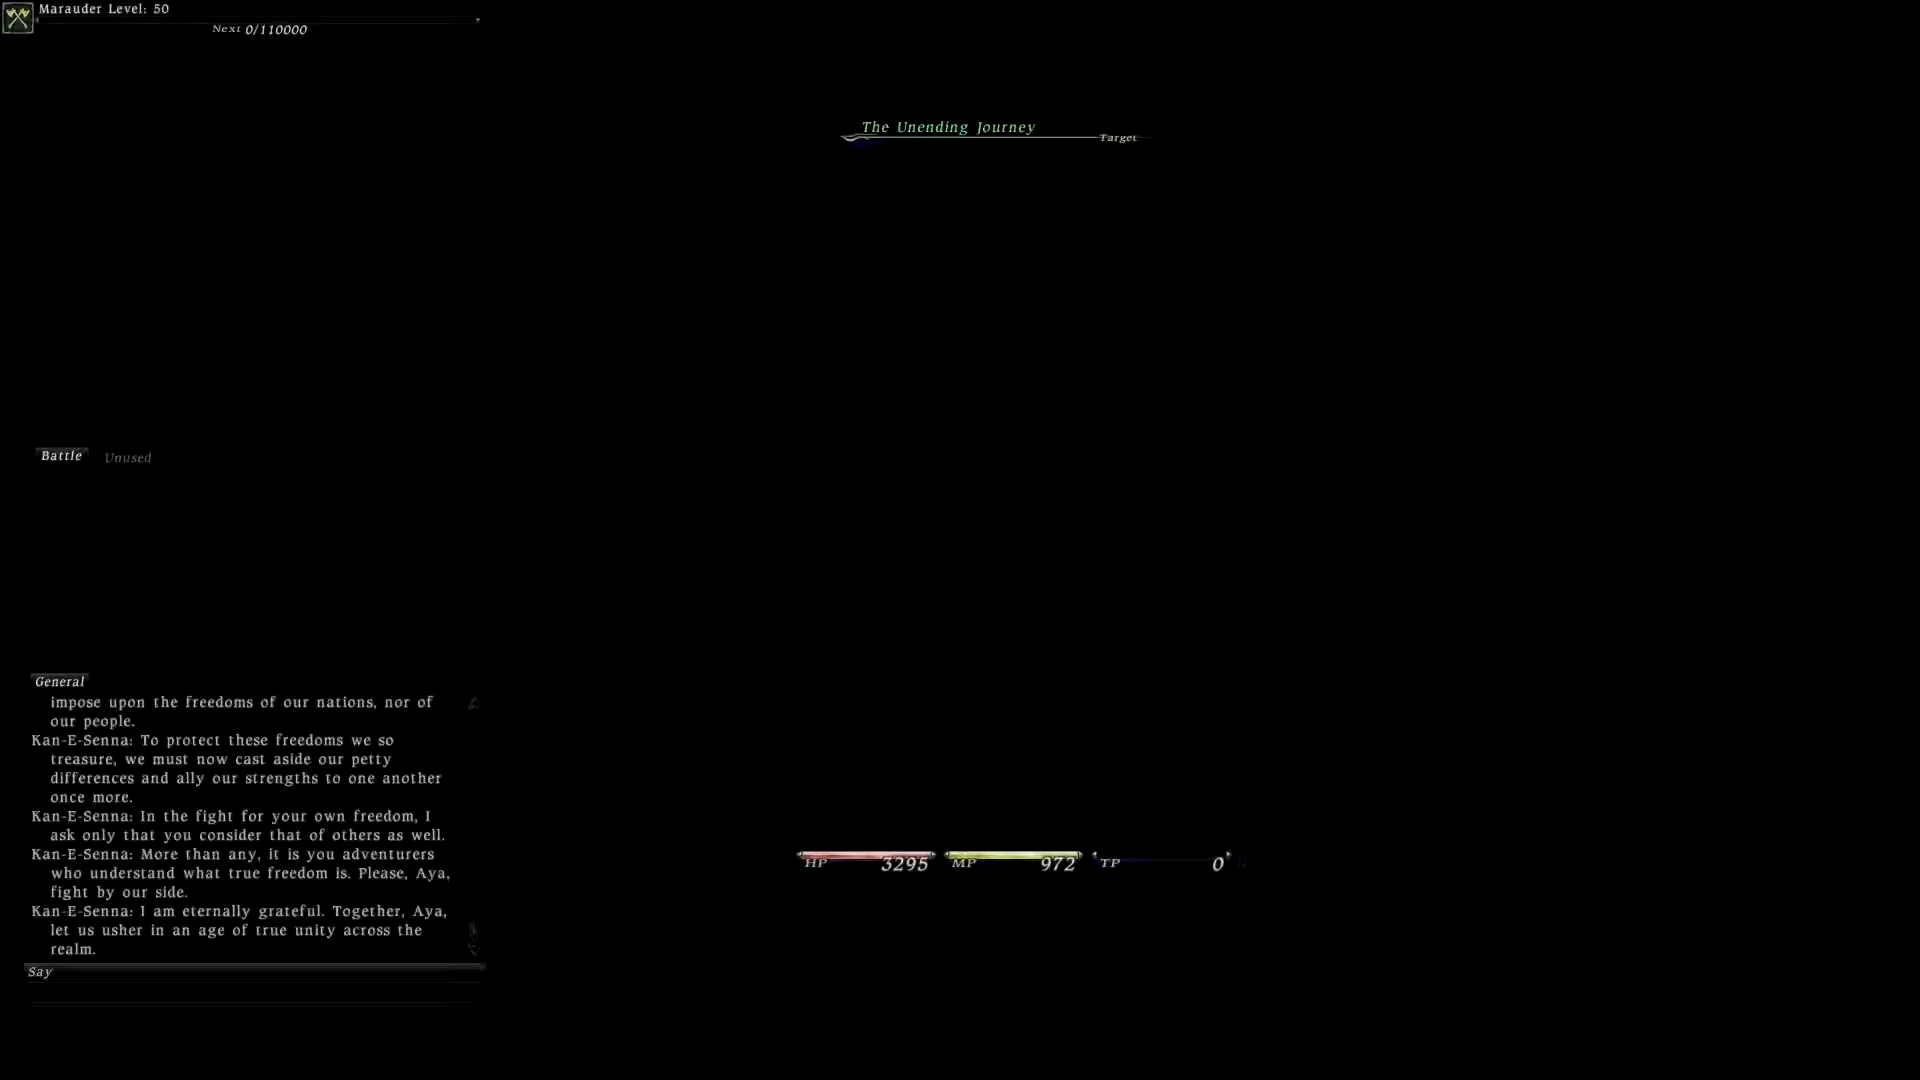 Marauder Level: 50
Next 0/110000
The Unending Journey
Target
Battle Unused
General
impose upon the freedoms of our nations, nor of
our people.
Kan-E-Senna: To protect these freedoms we so
treasure, we must now cast aside our petty
differences and ally our strengths to one another
once more.
Kan-E-Senna: In the fight for your own freedom, I
ask only that you consider that of others as well.
Kan-E-Senna: More than any, it is you adventurers
who understand what true freedom is. Please, Aya,
fight by our side.
Kan-E-Senna: I am eternally grateful. Together, Aya,
let us usher in an age of true unity across the
realm.
HP 3295 MP 972 TP 0
Say